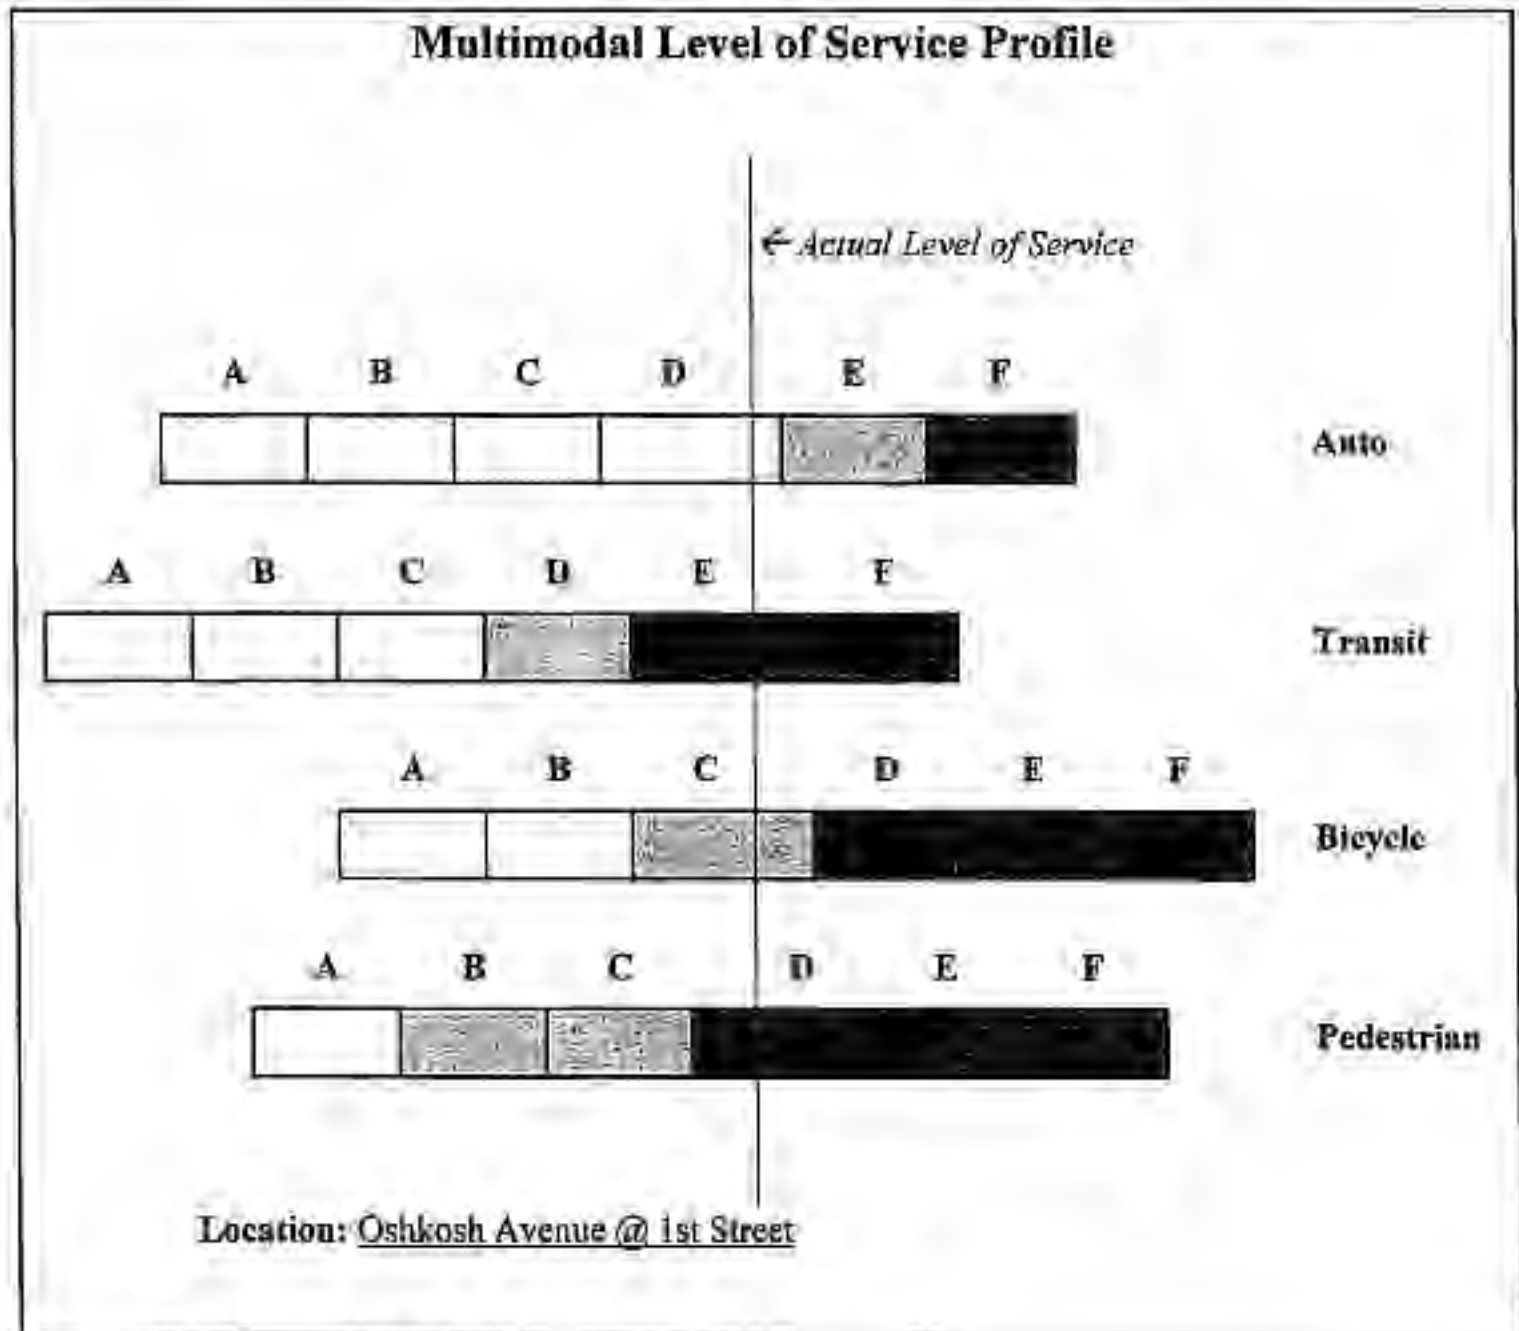 Multimodal Level of Service Profile
← Actual Level of Service
A B C D E F
Auto
A B C D E F
Transit
A B C D E F
Bicycle
A B C D E F
Pedestrian
Location: Oshkosh Avenue @ 1st Street